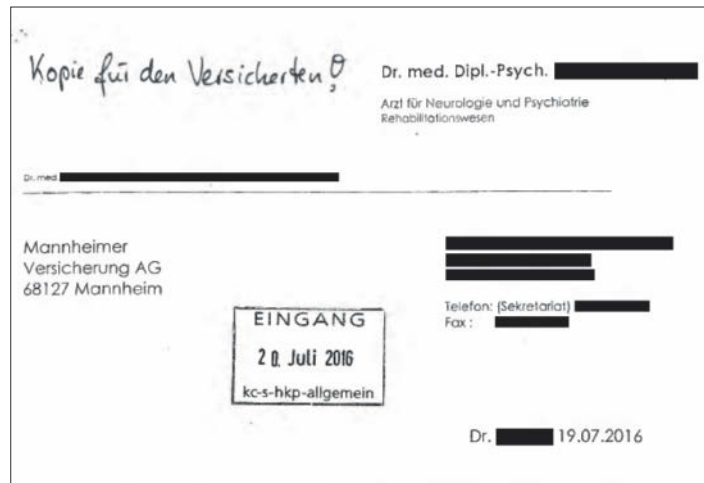 Kopie für den Versicherten!
Dr. med. Dipl.-Psych.
Arzt für Neurologie und Psychiatrie
Rehabilitationswesen
Dr. med.
Mannheimer
Versicherung AG
68127 Mannheim
Telefon: (Sekretariat)
Fax :
EINGANG
20. Juli 2016
kc-s-hkp-allgemein
Dr. 19.07.2016